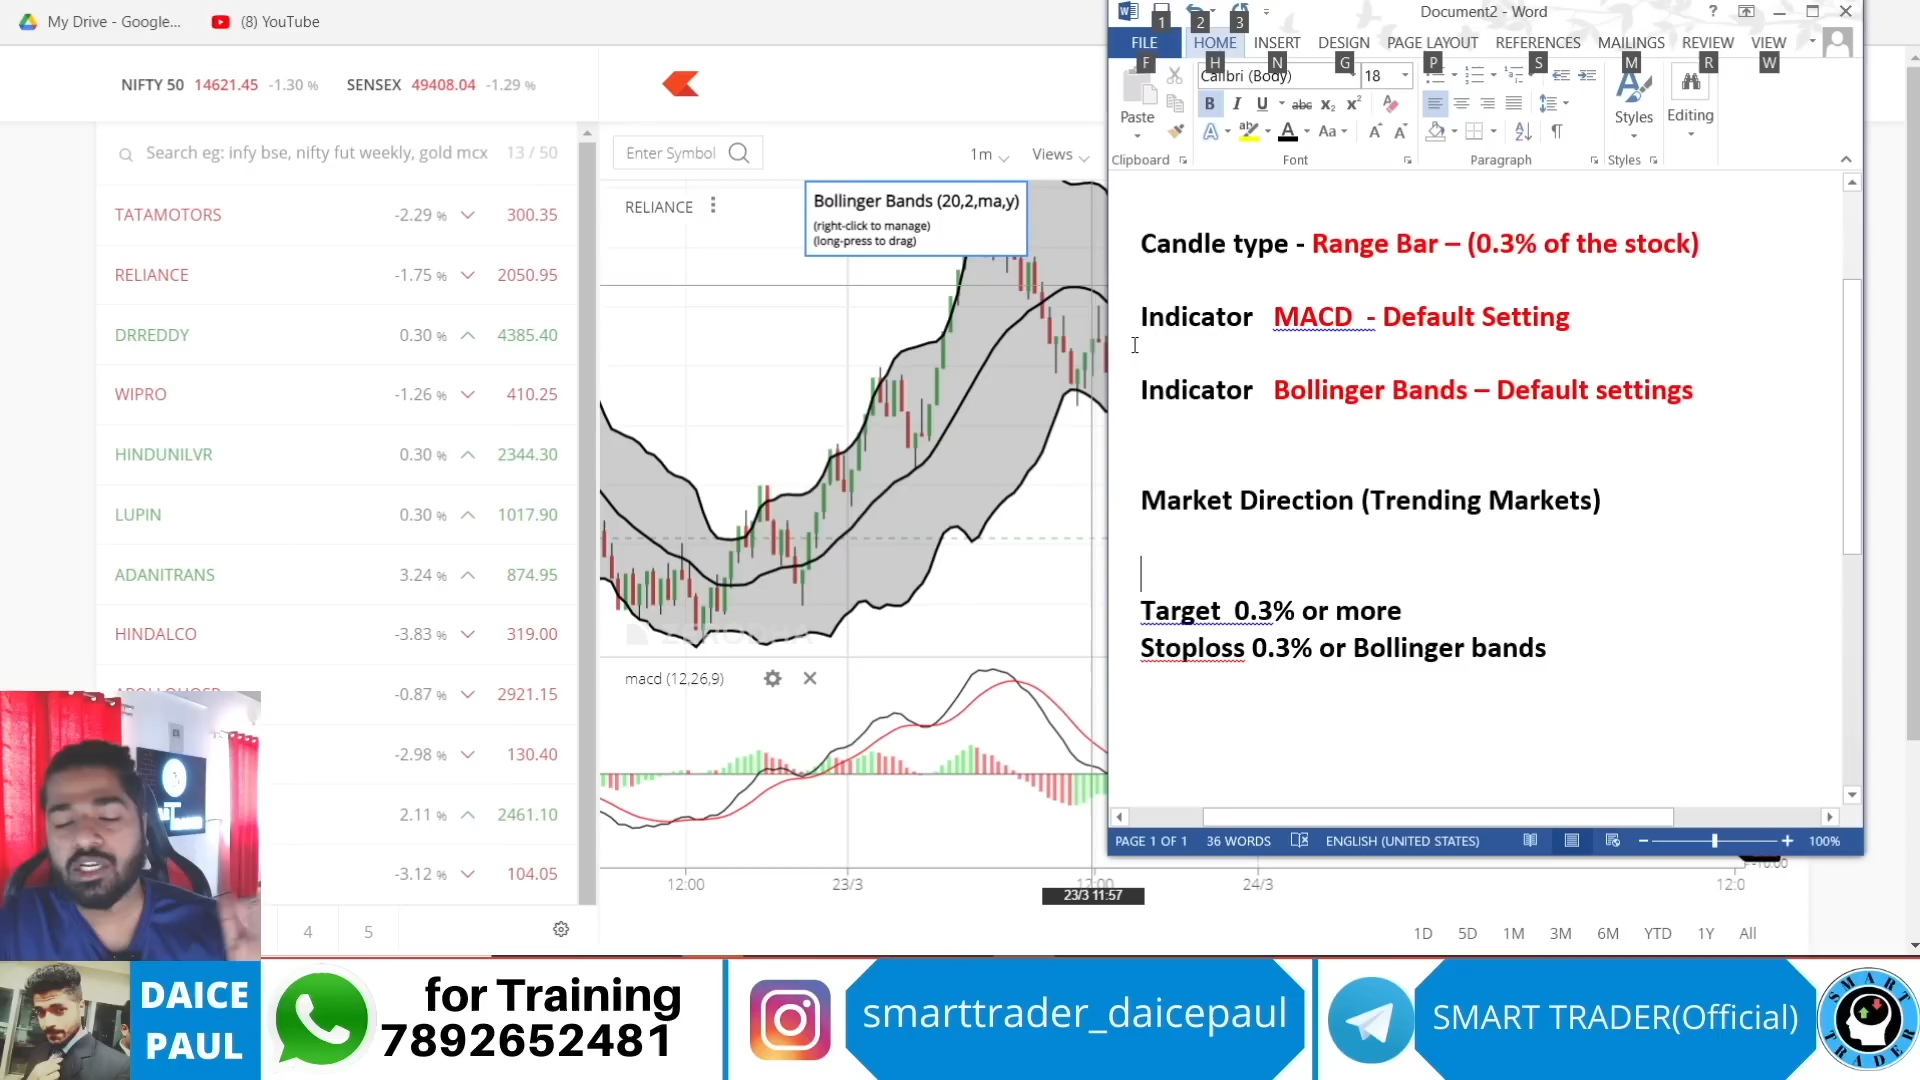 My Drive - Google...
(8) YouTube
NIFTY 50 14621.45 -1.30 % SENSEX 49408.04 -1.29 %
Search eg: infy bse, nifty fut weekly, gold mcx 13 / 50
TATAMOTORS -2.29 % 300.35
RELIANCE -1.75 % 2050.95
DRREDDY 0.30 % 4385.40
WIPRO -1.26 % 410.25
HINDUNILVR 0.30 % 2344.30
LUPIN 0.30 % 1017.90
ADANITRANS 3.24 % 874.95
HINDALCO -3.83 % 319.00
-0.87 % 2921.15
-2.98 % 130.40
2.11 % 2461.10
-3.12 % 104.05
4 5
Enter Symbol
1m Views
RELIANCE
Bollinger Bands (20,2,ma,y)
(right-click to manage)
(long-press to drag)
macd (12,26,9)
12:00 23/3 12:00 24/3 12:0
23/3 11:57
1D 5D 1M 3M 6M YTD 1Y All
Document2 - Word
1 2 3
FILE HOME INSERT DESIGN PAGE LAYOUT REFERENCES MAILINGS REVIEW VIEW
F H N G P S M R W
Calibri (Body) 18
Paste Styles Editing
Clipboard Font Paragraph Styles
Candle type - Range Bar – (0.3% of the stock)
Indicator MACD - Default Setting
Indicator Bollinger Bands – Default settings
Market Direction (Trending Markets)
Target 0.3% or more
Stoploss 0.3% or Bollinger bands
PAGE 1 OF 1 36 WORDS ENGLISH (UNITED STATES) 100%
DAICE
PAUL
for Training
7892652481
smarttrader_daicepaul
SMART TRADER(Official)
SMART
TRADER